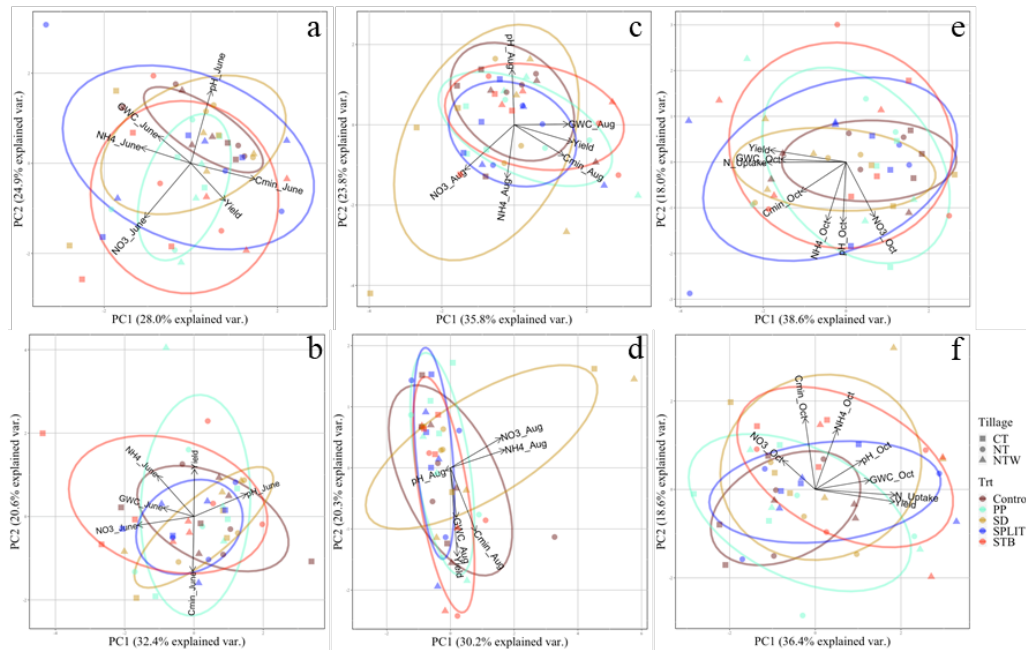 a
pH_June
GWC_June
NH4_June
Cmin_June
Yield
NO3_June
PC2 (24.9% explained var.)
PC1 (28.0% explained var.)
c
pH_Aug
GWC_Aug
Yield
Cmin_Aug
NO3_Aug
NH4_Aug
PC2 (23.8% explained var.)
PC1 (35.8% explained var.)
e
Yield
GWC_Oct
N_Uptake
Cmin_Oct
NH4_Oct
pH_Oct
NO3_Oct
PC2 (18.0% explained var.)
PC1 (38.6% explained var.)
b
NH4_June
Yield
pH_June
GWC_June
NO3_June
Cmin_June
PC2 (20.6% explained var.)
PC1 (32.4% explained var.)
d
NO3_Aug
NH4_Aug
pH_Aug
GWC_Aug
Cmin_Aug
Yield
PC2 (20.3% explained var.)
PC1 (30.2% explained var.)
f
Cmin_Oct
NH4_Oct
NO3_Oct
pH_Oct
GWC_Oct
N_Uptake
Yield
PC2 (18.6% explained var.)
PC1 (36.4% explained var.)
Tillage
CT
NT
NTW
Trt
Contro
PP
SD
SPLIT
STB